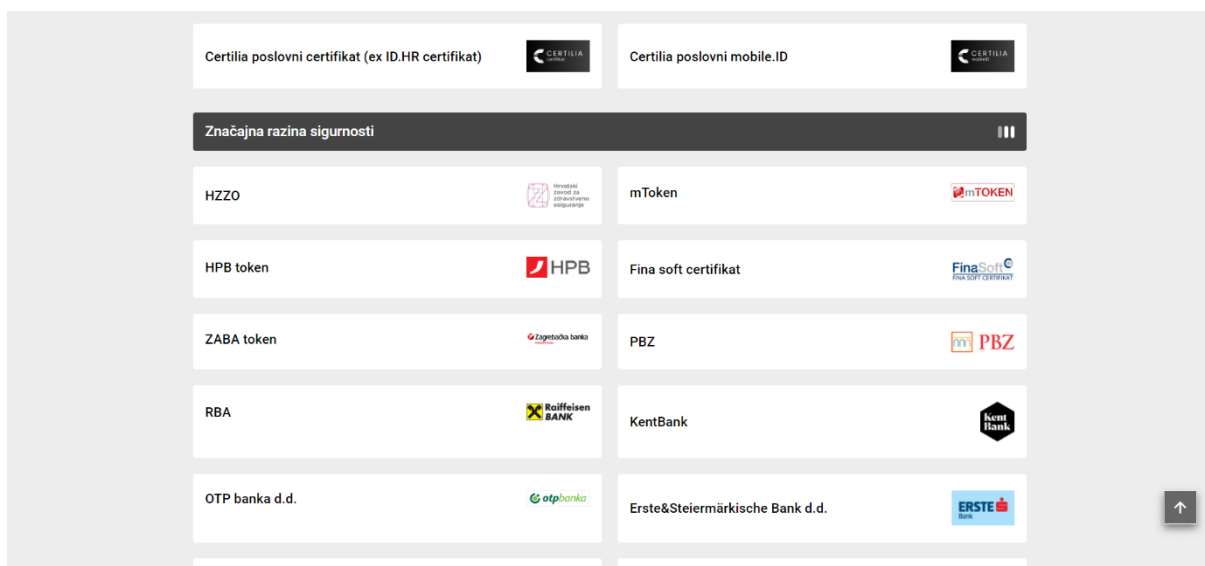 Certilia poslovni certifikat (ex ID.HR certifikat)
CERTILIA
certifikat
Certilia poslovni mobile.ID
CERTILIA
mobileID
Značajna razina sigurnosti
HZZO
Hrvatski
zavod za
zdravstveno
osiguranje
mToken
mTOKEN
HPB token
HPB
Fina soft certifikat
FinaSoft
FINA SOFT CERTIFIKAT
ZABA token
Zagrebačka banka
PBZ
PBZ
RBA
Raiffeisen
BANK
KentBank
Kent
Bank
OTP banka d.d.
otpbanka
Erste&Steiermärkische Bank d.d.
ERSTE
Bank